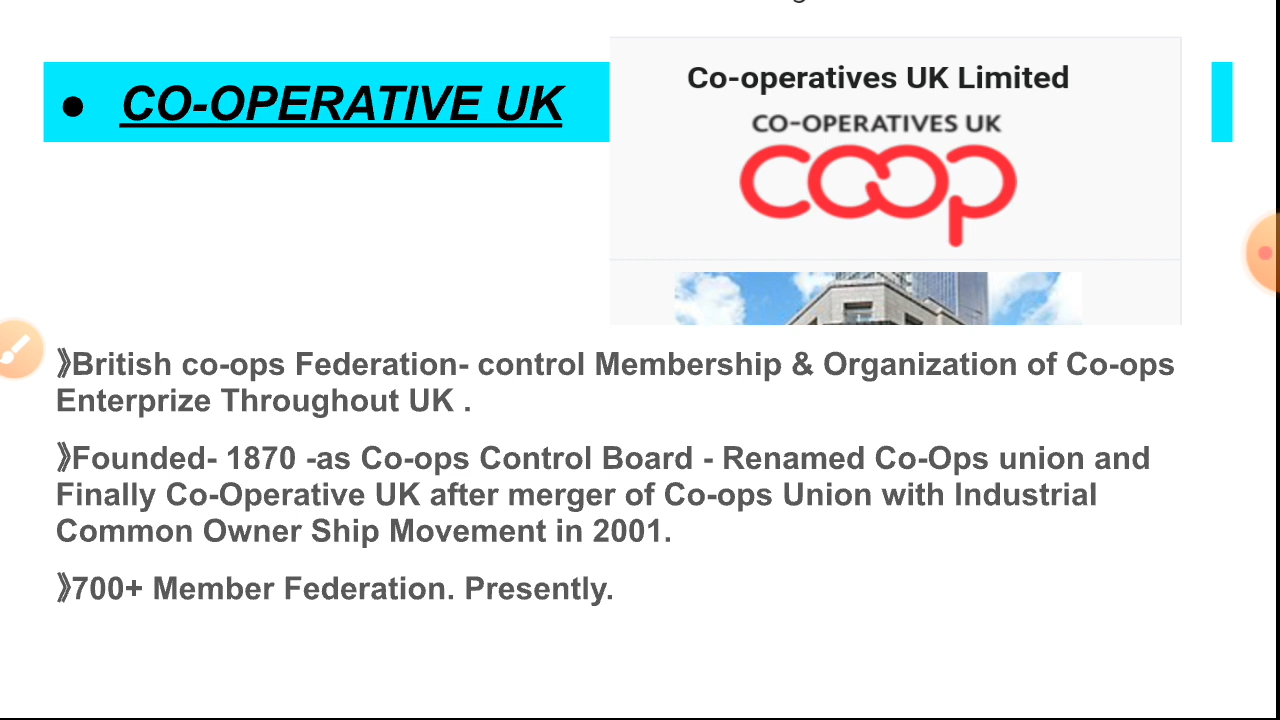 ● CO-OPERATIVE UK
Co-operatives UK Limited
CO-OPERATIVES UK
coop
》British co-ops Federation- control Membership & Organization of Co-ops
Enterprize Throughout UK .
》Founded- 1870 -as Co-ops Control Board - Renamed Co-Ops union and
Finally Co-Operative UK after merger of Co-ops Union with Industrial
Common Owner Ship Movement in 2001.
》700+ Member Federation. Presently.